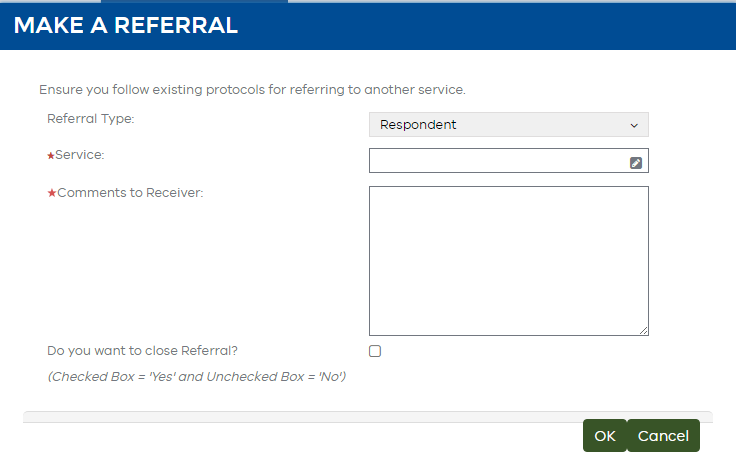 MAKE A REFERRAL
Ensure you follow existing protocols for referring to another service.
Referral Type:
Respondent
★Service:
★Comments to Receiver:
Do you want to close Referral?
(Checked Box = 'Yes' and Unchecked Box = 'No')
OK Cancel